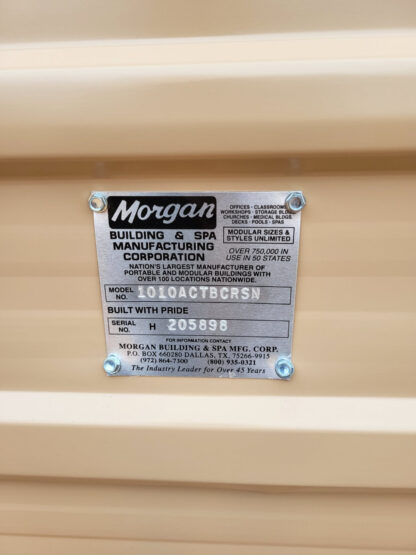 Morgan
OFFICES · CLASSROOMS
WORKSHOPS · STORAGE BLDG.
CHURCHES · MEDICAL BLDGS.
DECKS · POOLS · SPAS
BUILDING & SPA
MANUFACTURING
CORPORATION
MODULAR SIZES &
STYLES UNLIMITED
OVER 750,000 IN
USE IN 50 STATES
NATION'S LARGEST MANUFACTURER OF
PORTABLE AND MODULAR BUILDINGS WITH
OVER 100 LOCATIONS NATIONWIDE.
MODEL NO. 1010ACTBCRSN
BUILT WITH PRIDE
SERIAL NO. H 205898
FOR INFORMATION CONTACT
MORGAN BUILDING & SPA MFG. CORP.
P.O. BOX 660280 DALLAS, TX, 75266-9915
(972) 864-7300 (800) 935-0321
The Industry Leader for Over 45 Years